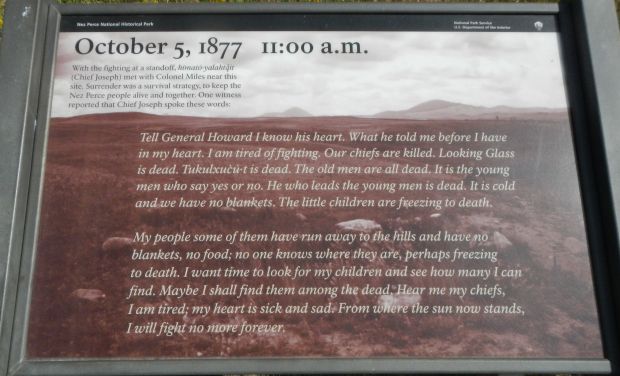 Nez Perce National Historical Park
National Park Service
U.S. Department of the Interior
October 5, 1877 11:00 a.m.
With the fighting at a standoff,
(Chief Joseph) met with Colonel Miles near this
site. Surrender was a survival strategy, to keep the
Nez Perce people alive and together. One witness
reported that Chief Joseph spoke these words:
Tell General Howard I know his heart. What he told me before I have
in my heart. I am tired of fighting. Our chiefs are killed. Looking Glass
is dead. is dead. The old men are all dead. It is the young
men who say yes or no. He who leads the young men is dead. It is cold
and we have no blankets. The little children are freezing to death.
My people some of them have run away to the hills and have no
blankets, no food; no one knows where they are, perhaps freezing
to death. I want time to look for my children and see how many I can
find. Maybe I shall find them among the dead. Hear me my chiefs,
I am tired; my heart is sick and sad. From where the sun now stands,
I will fight no more forever.